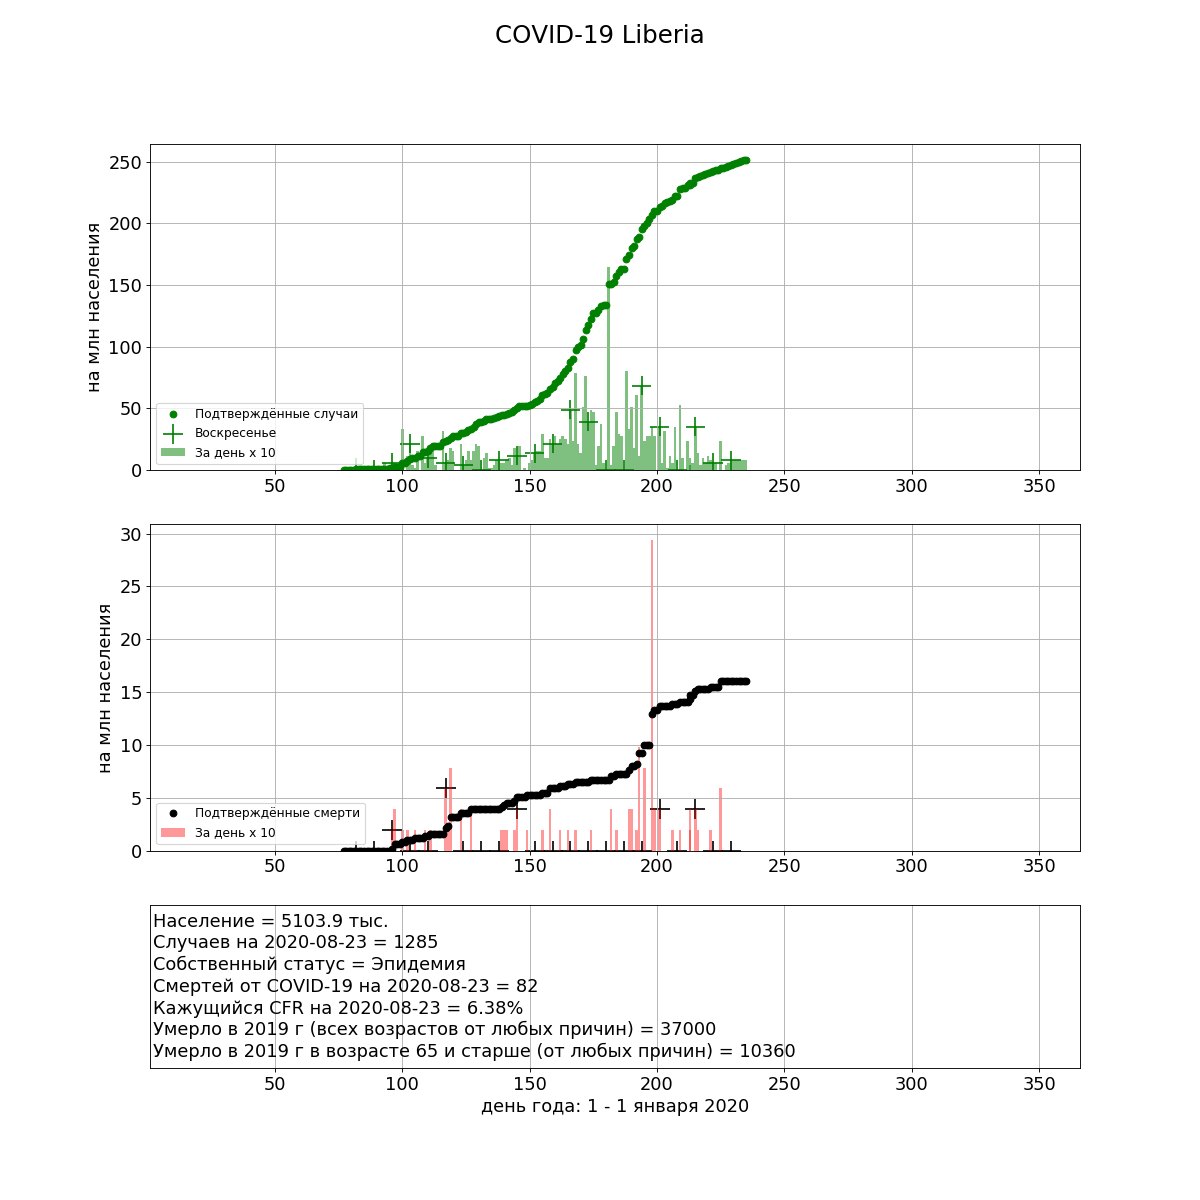 COVID-19 Liberia
на млн населения
250
200
150
100
50
0
Подтверждённые случаи
Воскресенье
За день x 10
50 100 150 200 250 300 350
на млн населения
30
25
20
15
10
5
0
Подтверждённые смерти
За день x 10
50 100 150 200 250 300 350
Население = 5103.9 тыс.
Случаев на 2020-08-23 = 1285
Собственный статус = Эпидемия
Смертей от COVID-19 на 2020-08-23 = 82
Кажущийся CFR на 2020-08-23 = 6.38%
Умерло в 2019 г (всех возрастов от любых причин) = 37000
Умерло в 2019 г в возрасте 65 и старше (от любых причин) = 10360
50 100 150 200 250 300 350
день года: 1 - 1 января 2020